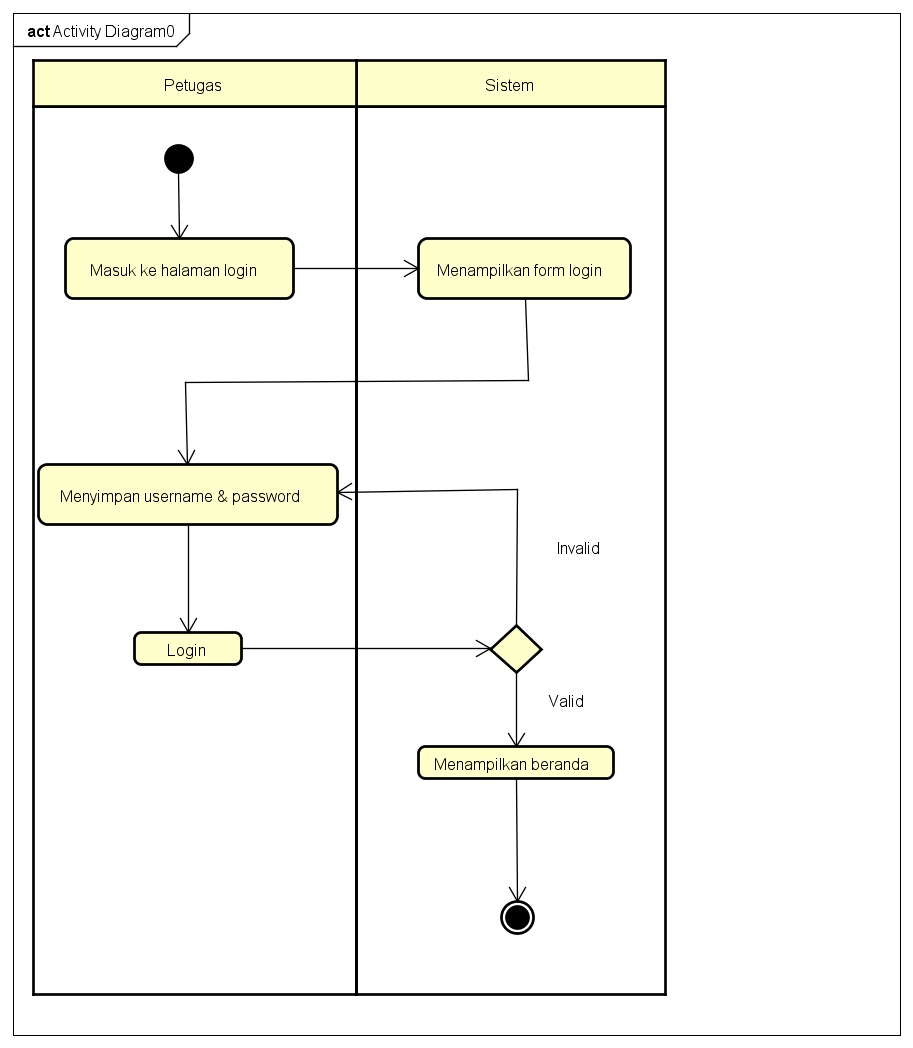 act Activity Diagram0
Petugas
Sistem
Masuk ke halaman login
Menampilkan form login
Menyimpan username & password
Invalid
Login
Valid
Menampilkan beranda